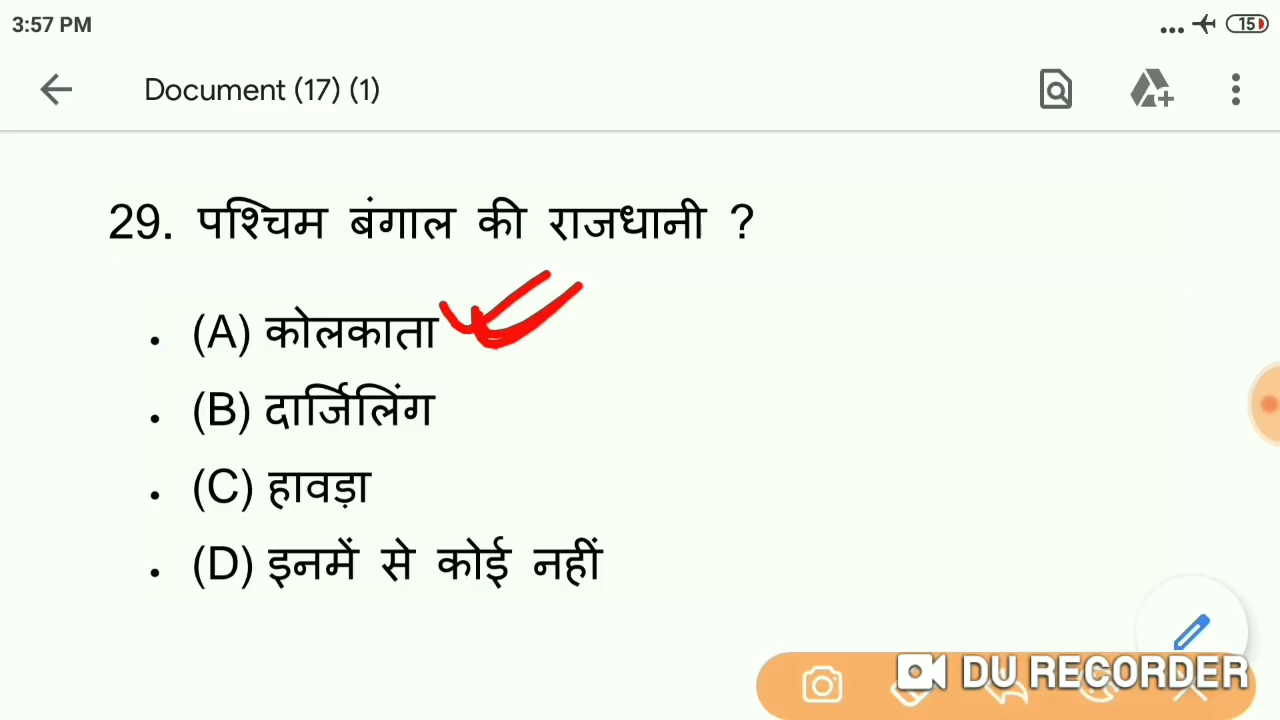 3:57 PM
15
Document (17) (1)
29. पश्चिम बंगाल की राजधानी ?
(A) कोलकाता
(B) दार्जिलिंग
(C) हावड़ा
(D) इनमें से कोई नहीं
DU RECORDER